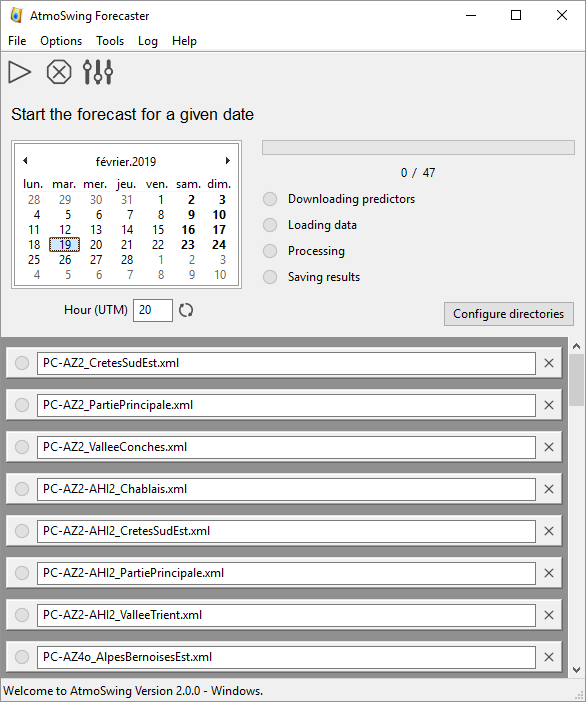 AtmoSwing Forecaster
File Options Tools Log Help
Start the forecast for a given date
février.2019
lun. mar. mer. jeu. ven. sam. dim.
28 29 30 31 1 2 3
4 5 6 7 8 9 10
11 12 13 14 15 16 17
18 19 20 21 22 23 24
25 26 27 28 1 2 3
4 5 6 7 8 9 10
0 / 47
Downloading predictors
Loading data
Processing
Saving results
Hour (UTM) 20
Configure directories
PC-AZ2_CretesSudEst.xml
PC-AZ2_PartiePrincipale.xml
PC-AZ2_ValleeConches.xml
PC-AZ2-AHI2_Chablais.xml
PC-AZ2-AHI2_CretesSudEst.xml
PC-AZ2-AHI2_PartiePrincipale.xml
PC-AZ2-AHI2_ValleeTrient.xml
PC-AZ4o_AlpesBernoisesEst.xml
Welcome to AtmoSwing Version 2.0.0 - Windows.